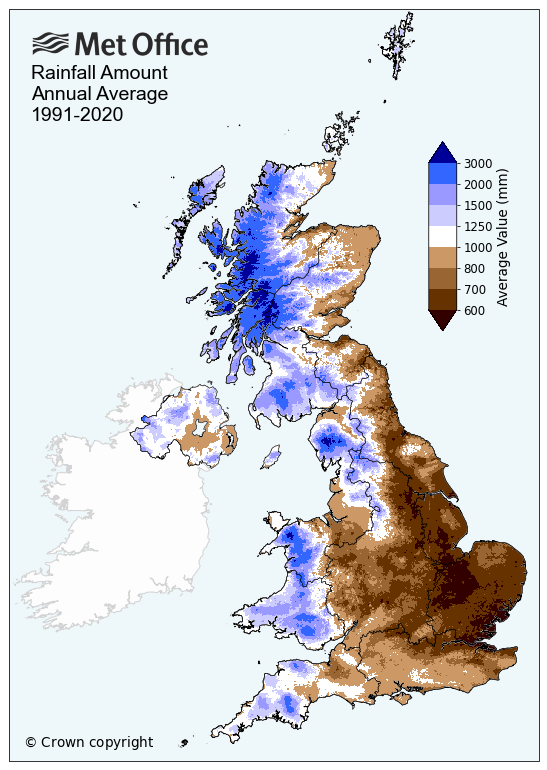 Met Office
Rainfall Amount
Annual Average
1991-2020
3000
2000
1500
1250
1000
800
700
600
Average Value (mm)
© Crown copyright